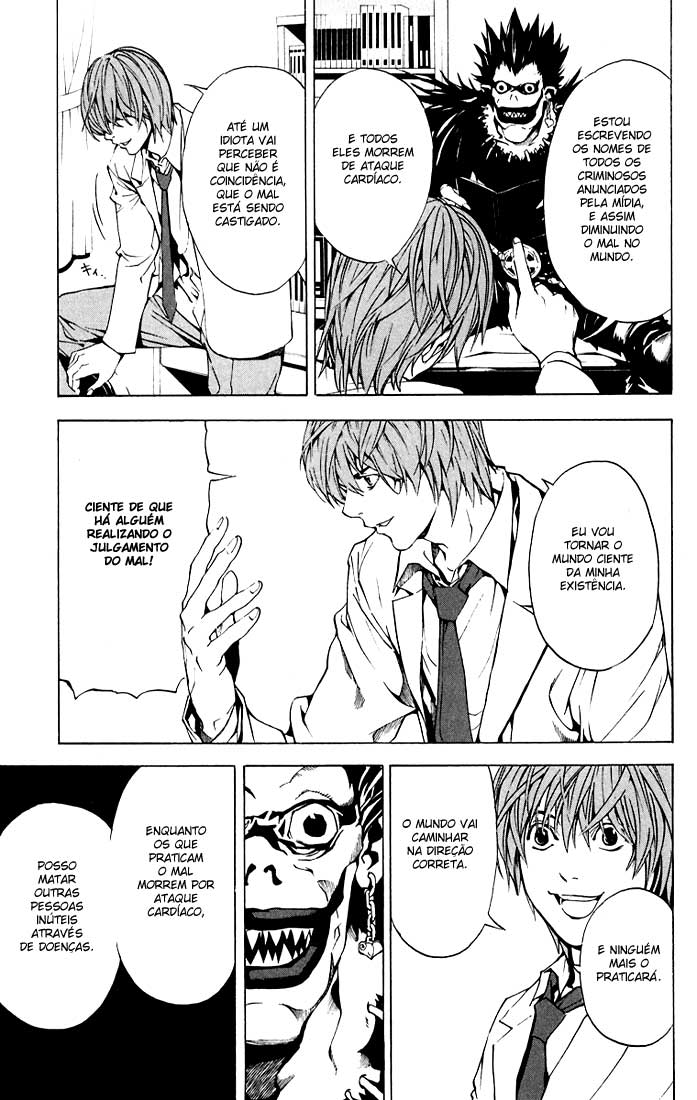 ESTOU
ESCREVENDO
OS NOMES
DE TODOS OS
CRIMINOSOS
ANUNCIADOS
PELA MÍDIA,
E ASSIM
DIMINUINDO
O MAL NO
MUNDO.
E TODOS
ELES MORREM
DE ATAQUE
CARDÍACO.
ATÉ UM
IDIOTA VAI
PERCEBER
QUE NÃO É
COINCIDÊNCIA,
QUE O MAL
ESTÁ SENDO
CASTIGADO.
EU VOU
TORNAR O
MUNDO CIENTE
DA MINHA
EXISTÊNCIA.
CIENTE DE QUE
HÁ ALGUÉM
REALIZANDO O
JULGAMENTO
DO MAL!
O MUNDO VAI
CAMINHAR
NA DIREÇÃO
CORRETA.
E NINGUÉM
MAIS O
PRATICARÁ.
ENQUANTO
OS QUE
PRATICAM
O MAL
MORREM POR
ATAQUE
CARDÍACO,
POSSO
MATAR
OUTRAS
PESSOAS
INÚTEIS
ATRAVÉS
DE DOENÇAS.